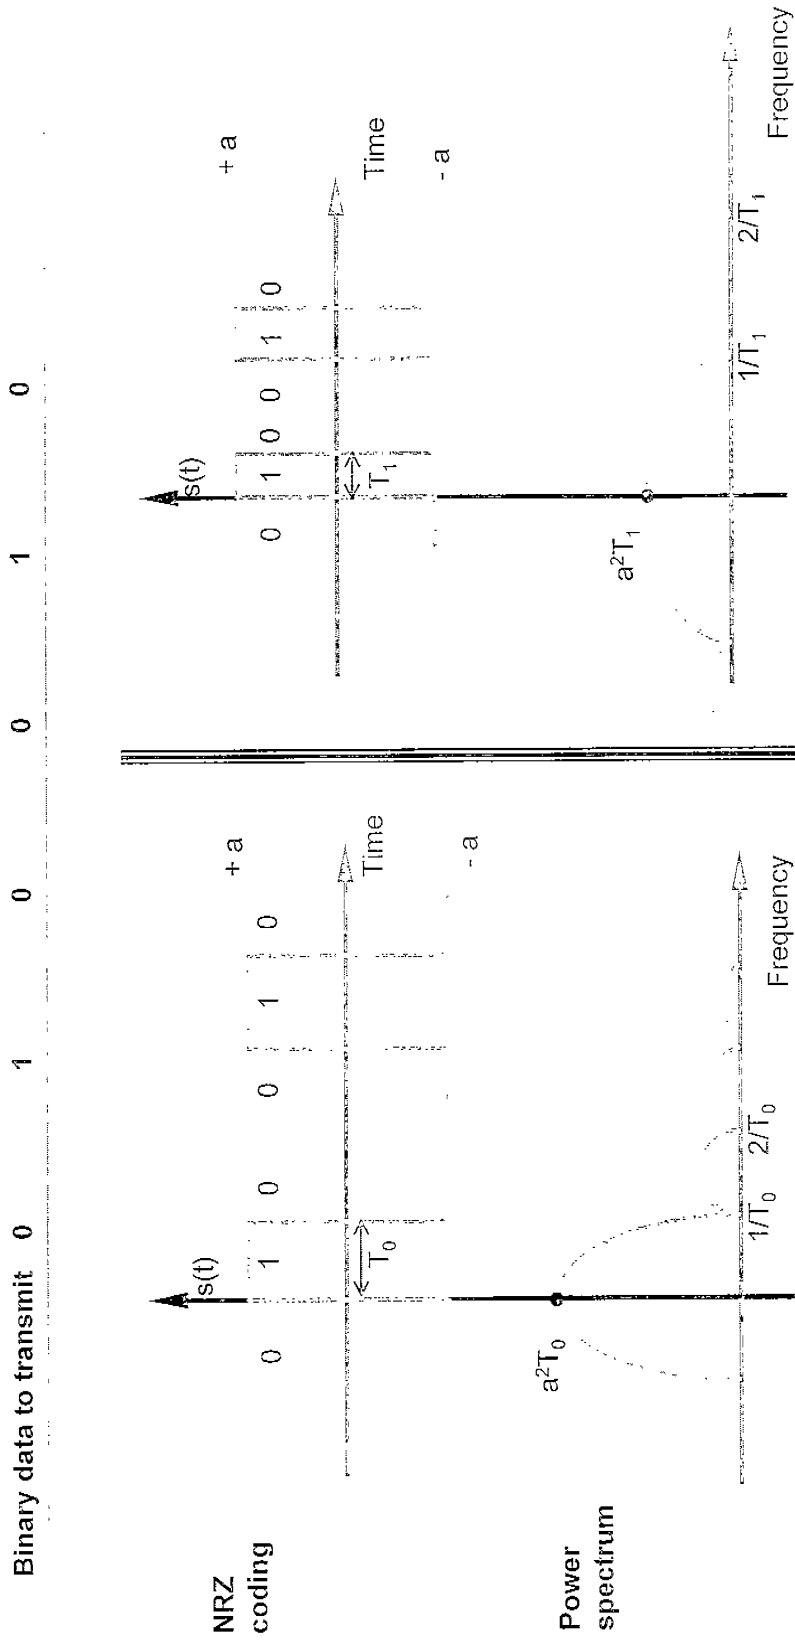 Binary data to transmit 0 1 0 0 1 0
NRZ
coding
s(t)
+ a
0 1 0 0 1 0
T0
Time
- a
s(t)
+ a
0 1 0 0 1 0
T1
Time
- a
Power
spectrum
a²T0
1/T0 2/T0
Frequency
a²T1
1/T1 2/T1
Frequency